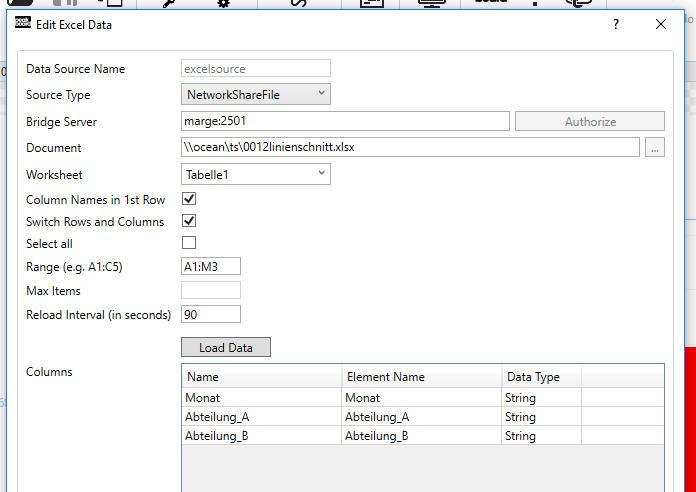 Edit Excel Data
?
Data Source Name excelsource
Source Type NetworkShareFile
Bridge Server marge:2501 Authorize
Document \\ocean\ts\0012linienschnitt.xlsx ...
Worksheet Tabelle1
Column Names in 1st Row
Switch Rows and Columns
Select all
Range (e.g. A1:C5) A1:M3
Max Items
Reload Interval (in seconds) 90
Load Data
Columns
Name Element Name Data Type
Monat Monat String
Abteilung_A Abteilung_A String
Abteilung_B Abteilung_B String